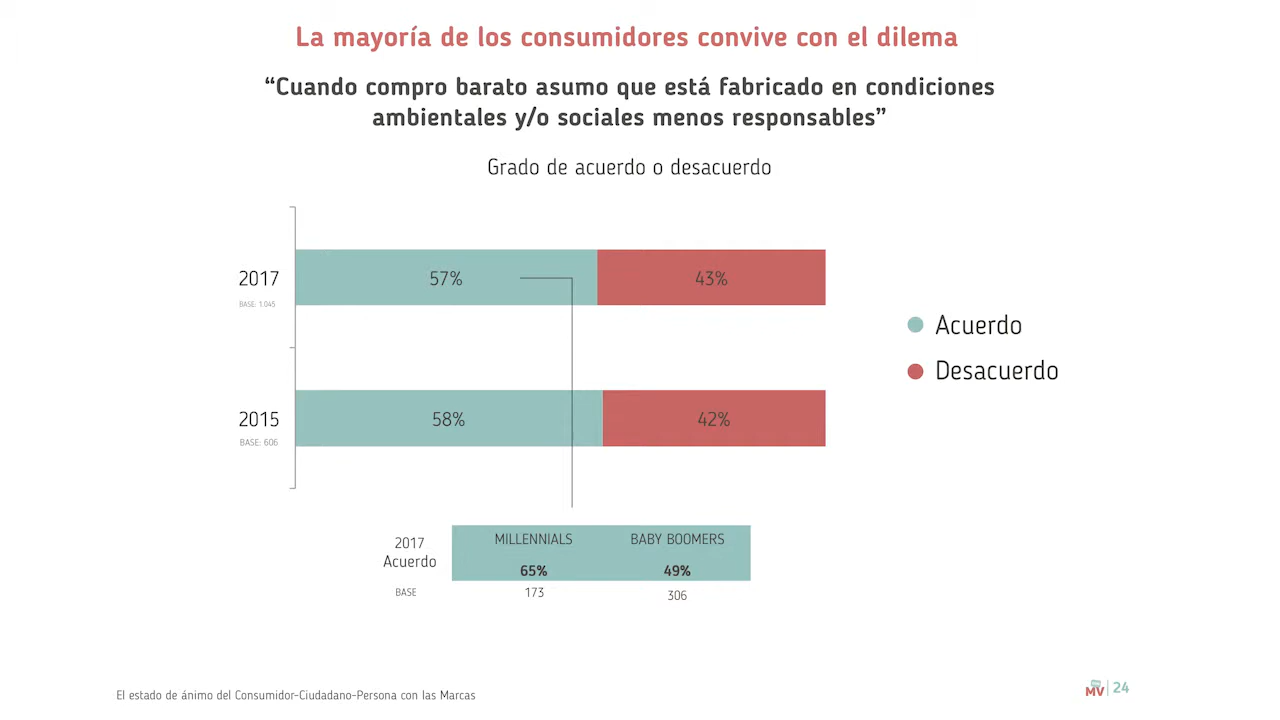 La mayoría de los consumidores convive con el dilema
“Cuando compro barato asumo que está fabricado en condiciones
ambientales y/o sociales menos responsables”
Grado de acuerdo o desacuerdo
2017
BASE: 1.045
57%
43%
Acuerdo
Desacuerdo
2015
BASE: 606
58%
42%
2017
Acuerdo
MILLENNIALS
BABY BOOMERS
65%
49%
BASE
173
306
El estado de ánimo del Consumidor-Ciudadano-Persona con las Marcas
MV
24